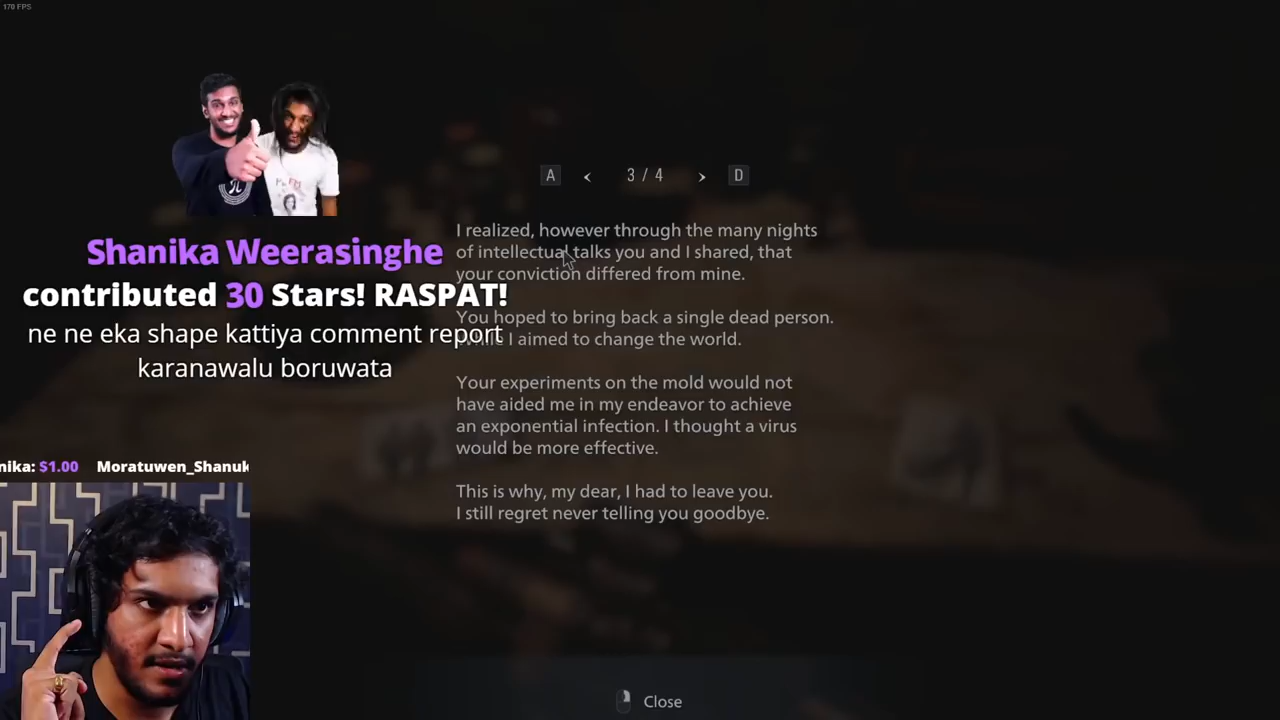 170 FPS
A < 3 / 4 > D
I realized, however through the many nights
of intellectual talks you and I shared, that
your conviction differed from mine.
You hoped to bring back a single dead person.
I aimed to change the world.
Your experiments on the mold would not
have aided me in my endeavor to achieve
an exponential infection. I thought a virus
would be more effective.
This is why, my dear, I had to leave you.
I still regret never telling you goodbye.
Shanika Weerasinghe
contributed 30 Stars! RASPAT!
ne ne eka shape kattiya comment report
karanawalu boruwata
nika: $1.00 Moratuwen_Shanuk
Close